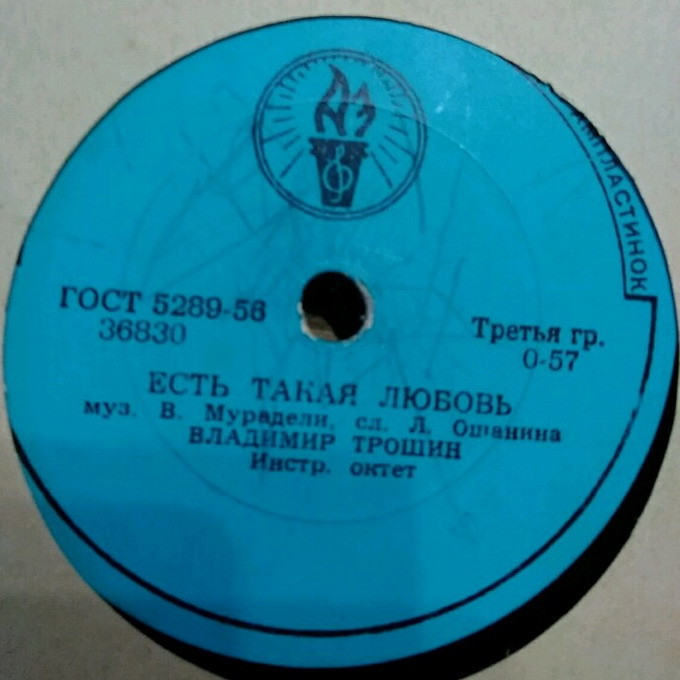 МПЛАСТИНОК
ГОСТ 5289-56
36830
Третья гр.
0-57
ЕСТЬ ТАКАЯ ЛЮБОВЬ
муз. В. Мурадели, сл. Л. Ошанина
ВЛАДИМИР ТРОШИН
Инстр. октет